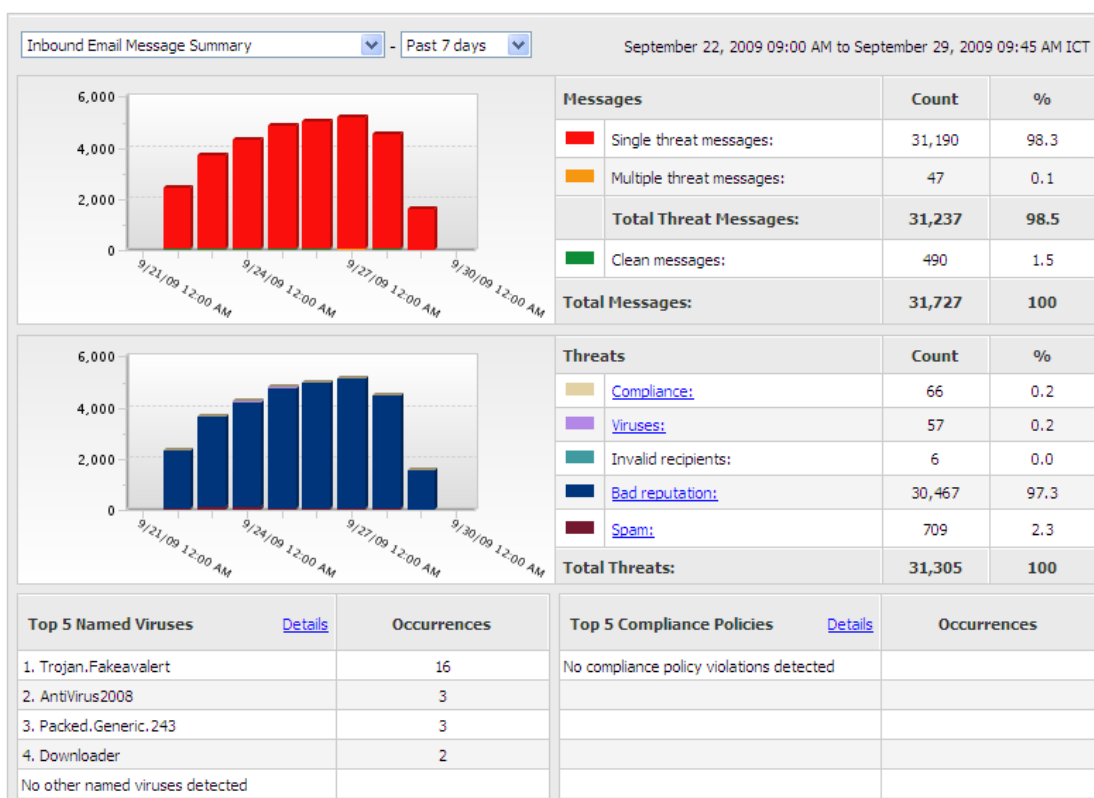 Inbound Email Message Summary - Past 7 days September 22, 2009 09:00 AM to September 29, 2009 09:45 AM ICT
6,000
4,000
2,000
0
9/21/09 12:00 AM
9/24/09 12:00 AM
9/27/09 12:00 AM
9/30/09 12:00 AM
Messages Count %
Single threat messages: 31,190 98.3
Multiple threat messages: 47 0.1
Total Threat Messages: 31,237 98.5
Clean messages: 490 1.5
Total Messages: 31,727 100
6,000
4,000
2,000
0
9/21/09 12:00 AM
9/24/09 12:00 AM
9/27/09 12:00 AM
9/30/09 12:00 AM
Threats Count %
Compliance: 66 0.2
Viruses: 57 0.2
Invalid recipients: 6 0.0
Bad reputation: 30,467 97.3
Spam: 709 2.3
Total Threats: 31,305 100
Top 5 Named Viruses Details Occurrences
1. Trojan.Fakeavalert 16
2. AntiVirus2008 3
3. Packed.Generic.243 3
4. Downloader 2
No other named viruses detected
Top 5 Compliance Policies Details Occurrences
No compliance policy violations detected